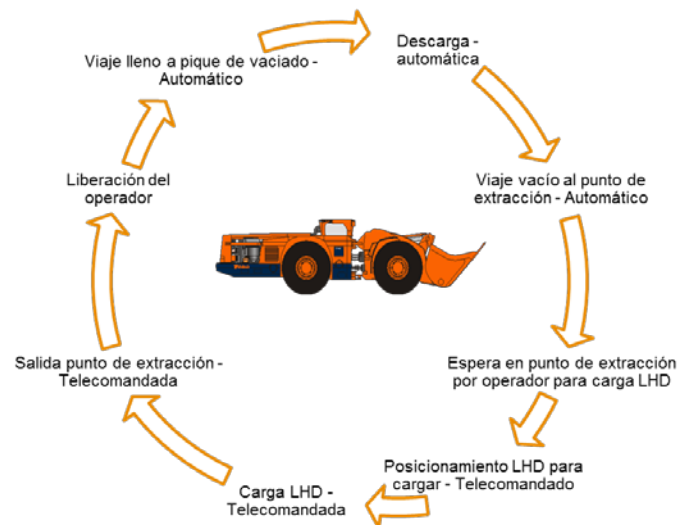 Descarga -
automática
Viaje vacío al punto de
extracción - Automático
Espera en punto de extracción
por operador para carga LHD
Posicionamiento LHD para
cargar - Telecomandado
Carga LHD -
Telecomandada
Salida punto de extracción -
Telecomandada
Liberación del
operador
Viaje lleno a pique de vaciado -
Automático